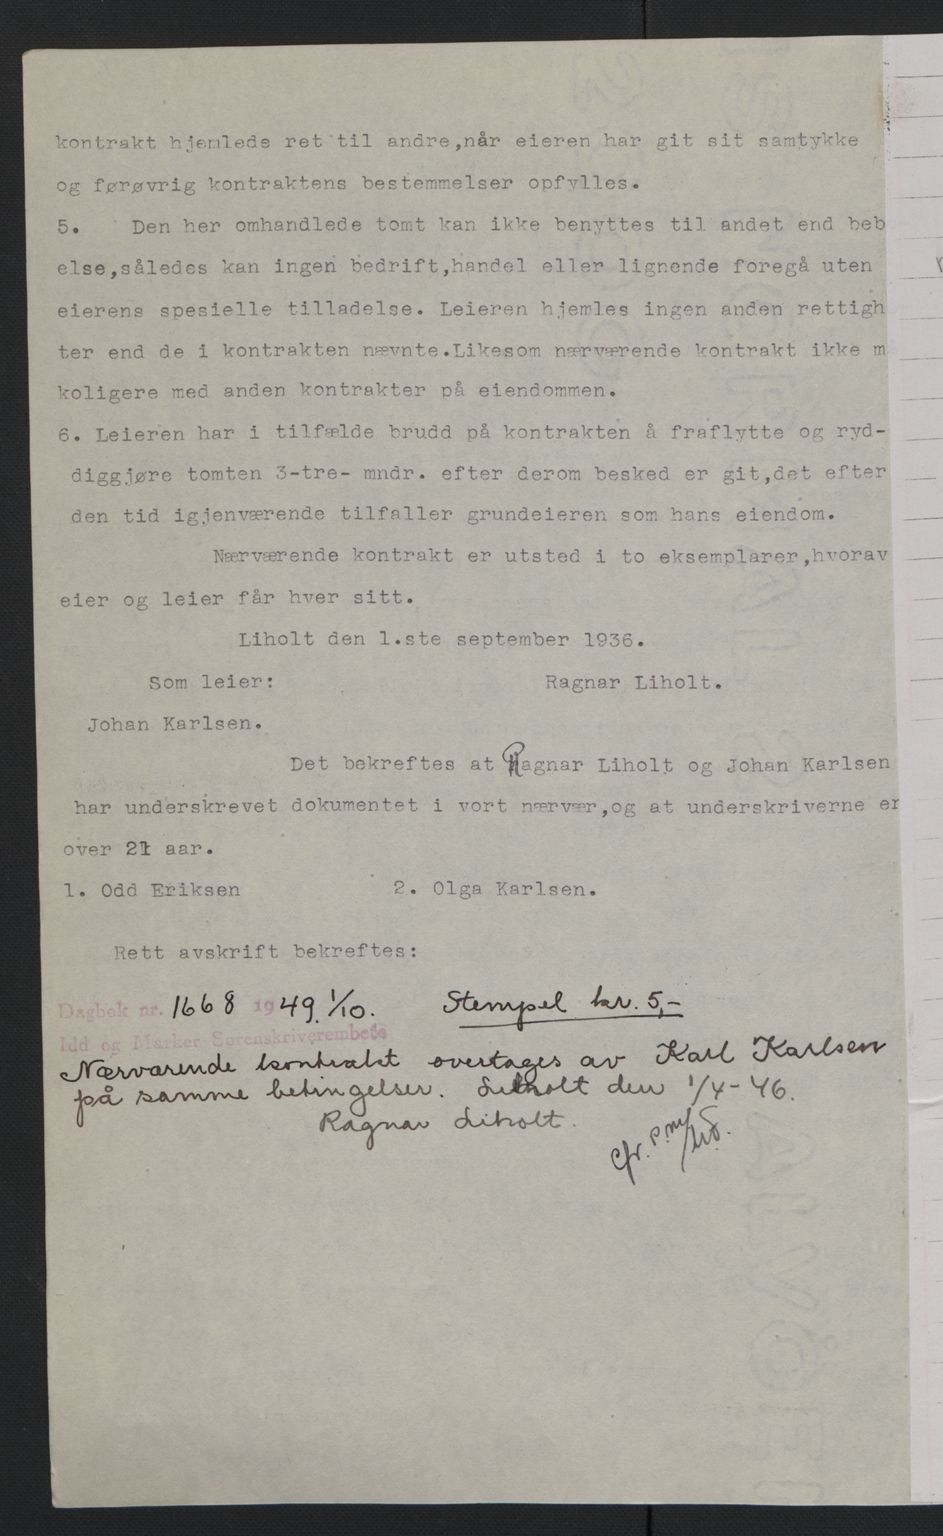 kontrakt hjemlede ret til andre,når eieren har git sit samtykke
og førøvrig kontraktens bestemmelser opfylles.
5. Den her omhandlede tomt kan ikke benyttes til andet end beb
else,således kan ingen bedrift,handel eller lignende foregå uten
eierens spesielle tilladelse. Leieren hjemles ingen anden rettigh
ter end de i kontrakten nævnte.Likesom nærværende kontrakt ikke m
koligere med anden kontrakter på eiendommen.
6. Leieren har i tilfælde brudd på kontrakten å fraflytte og ryd-
diggjøre tomten 3-tre- mndr. efter derom besked er git,det efter
den tid igjenværende tilfaller grundeieren som hans eiendom.
Nærværende kontrakt er utsted i to eksemplarer,hvorav
eier og leier får hver sitt.
Liholt den 1.ste september 1936.
Som leier: Ragnar Liholt.
Johan Karlsen.
Det bekreftes at Ragnar Liholt og Johan Karlsen
har underskrevet dokumentet i vort nærvær,og at underskriverne er
over 21 aar.
1. Odd Eriksen 2. Olga Karlsen.
Rett avskrift bekreftes:
Dagbok nr. 1668 1949. 1/10. Stempel kr. 5,-
Idd og Marker Sorenskriverembede
Nærværende kontrakt overtages av Karl Karlsen
på samme betingelser. Liholt den 1/4-46.
Ragnar Liholt.